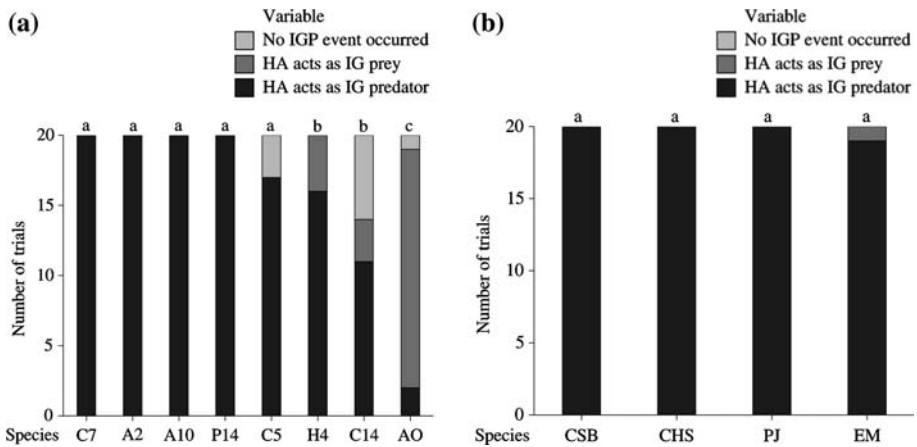 (a)
Variable
No IGP event occurred
HA acts as IG prey
HA acts as IG predator
a a a a a b b c
20
15
10
5
0
Number of trials
Species C7 A2 A10 P14 C5 H4 C14 AO
(b)
Variable
No IGP event occurred
HA acts as IG prey
HA acts as IG predator
a a a a
20
15
10
5
0
Number of trials
Species CSB CHS PJ EM